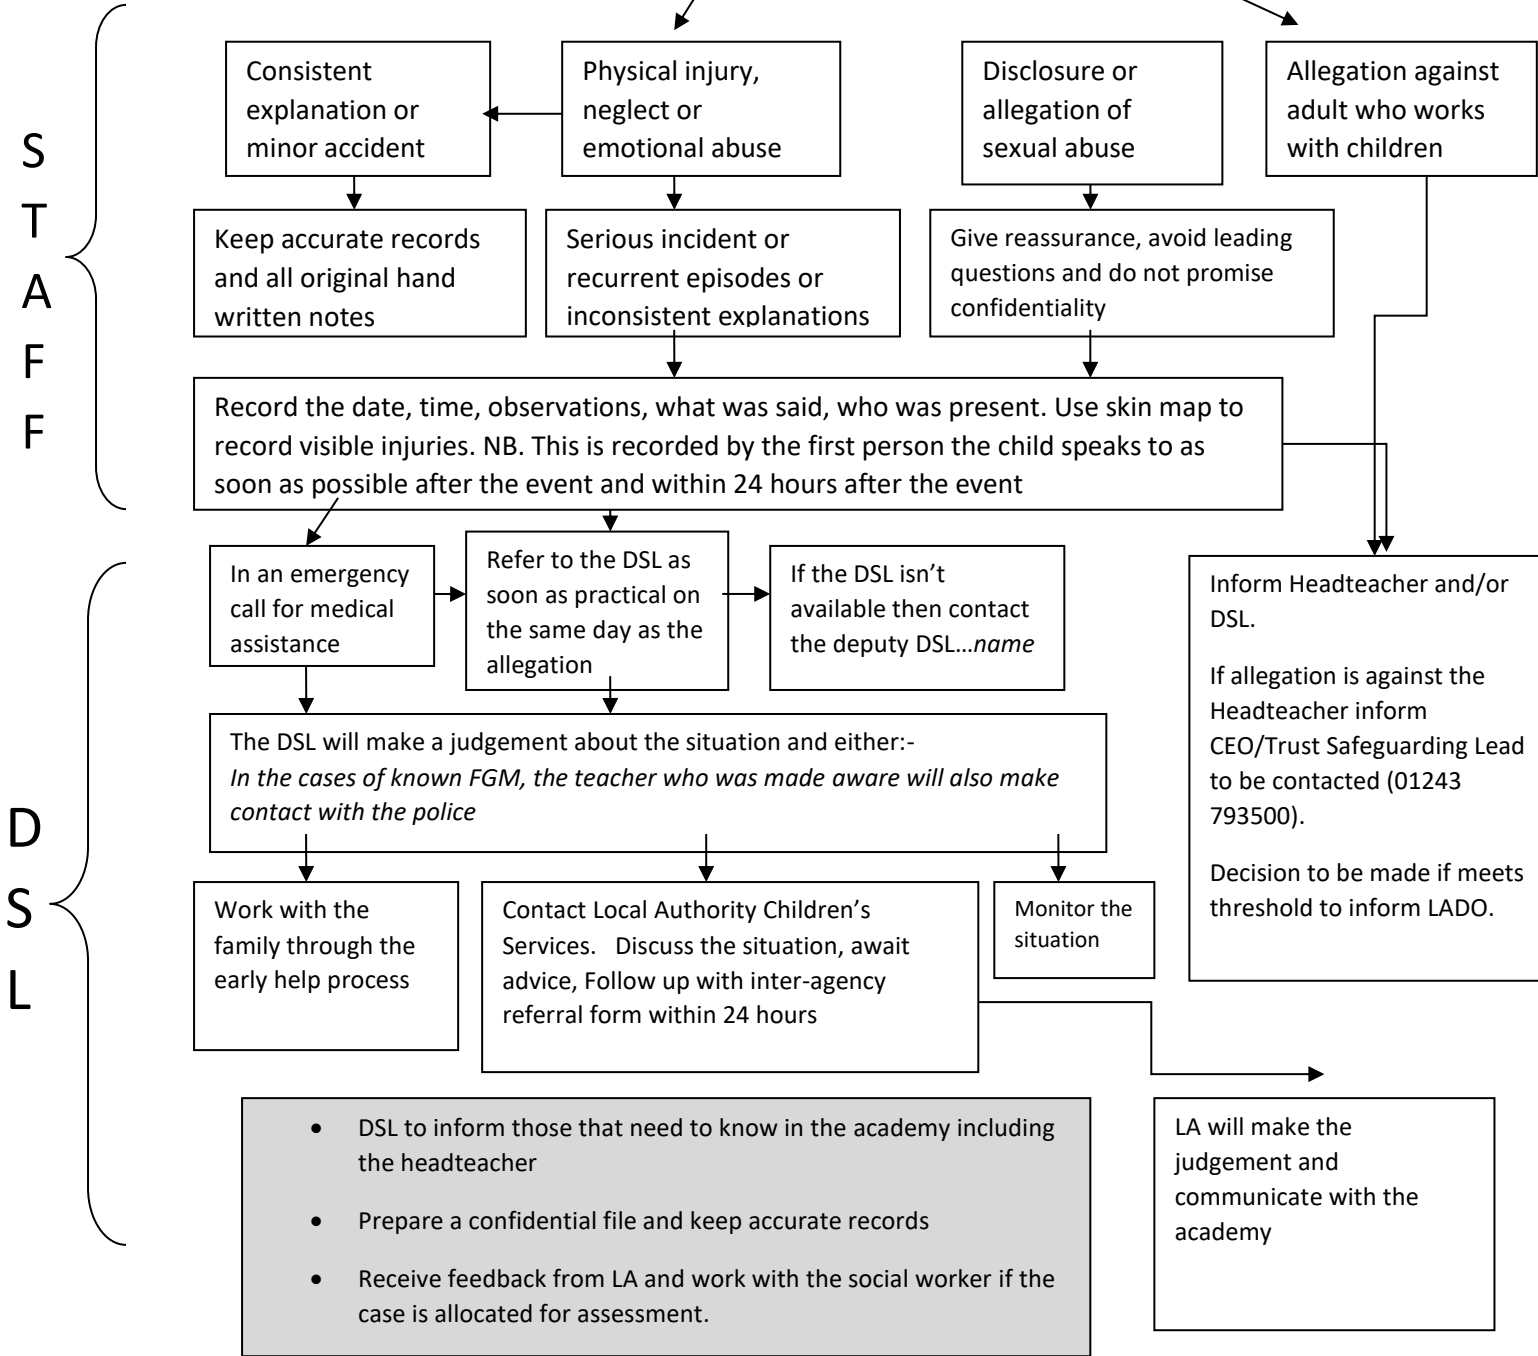 S
T
A
F
F
Consistent
explanation or
minor accident
Physical injury,
neglect or
emotional abuse
Disclosure or
allegation of
sexual abuse
Allegation against
adult who works
with children
Keep accurate records
and all original hand
written notes
Serious incident or
recurrent episodes or
inconsistent explanations
Give reassurance, avoid leading
questions and do not promise
confidentiality
Record the date, time, observations, what was said, who was present. Use skin map to
record visible injuries. NB. This is recorded by the first person the child speaks to as
soon as possible after the event and within 24 hours after the event
D
S
L
In an emergency
call for medical
assistance
Refer to the DSL as
soon as practical on
the same day as the
allegation
If the DSL isn’t
available then contact
the deputy DSL…name
Inform Headteacher and/or
DSL.
If allegation is against the
Headteacher inform
CEO/Trust Safeguarding Lead
to be contacted (01243
793500).
Decision to be made if meets
threshold to inform LADO.
The DSL will make a judgement about the situation and either:-
In the cases of known FGM, the teacher who was made aware will also make
contact with the police
Work with the
family through the
early help process
Contact Local Authority Children’s
Services.   Discuss the situation, await
advice, Follow up with inter-agency
referral form within 24 hours
Monitor the
situation
• DSL to inform those that need to know in the academy including
the headteacher
• Prepare a confidential file and keep accurate records
• Receive feedback from LA and work with the social worker if the
case is allocated for assessment.
LA will make the
judgement and
communicate with the
academy